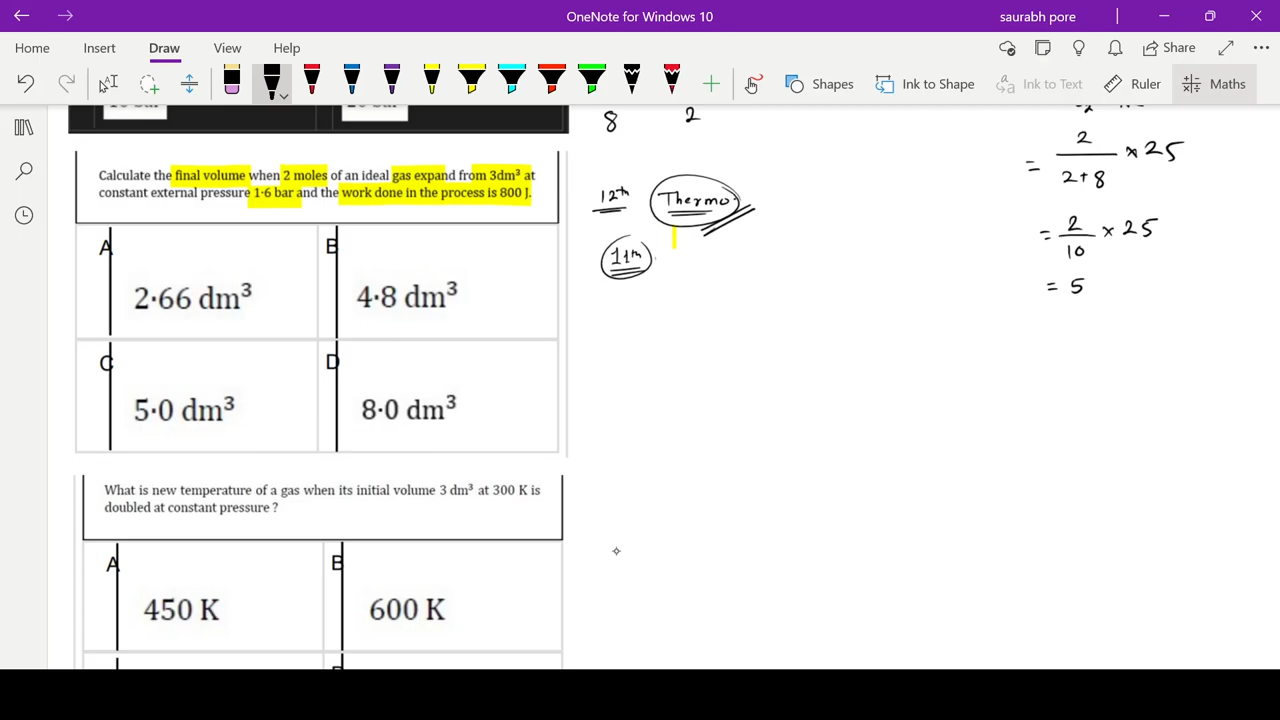 OneNote for Windows 10
saurabh pore
Home
Insert
Draw
View
Help
Share
Shapes
Ink to Shape
Ink to Text
Ruler
Maths
8
2
Calculate the final volume when 2 moles of an ideal gas expand from 3dm³ at
constant external pressure 1·6 bar and the work done in the process is 800 J.
A
2·66 dm³
B
4·8 dm³
C
5·0 dm³
D
8·0 dm³
12th
Thermo.
11th
= 2/2+8 × 25
= 2/10 × 25
= 5
What is new temperature of a gas when its initial volume 3 dm³ at 300 K is
doubled at constant pressure ?
A
450 K
B
600 K